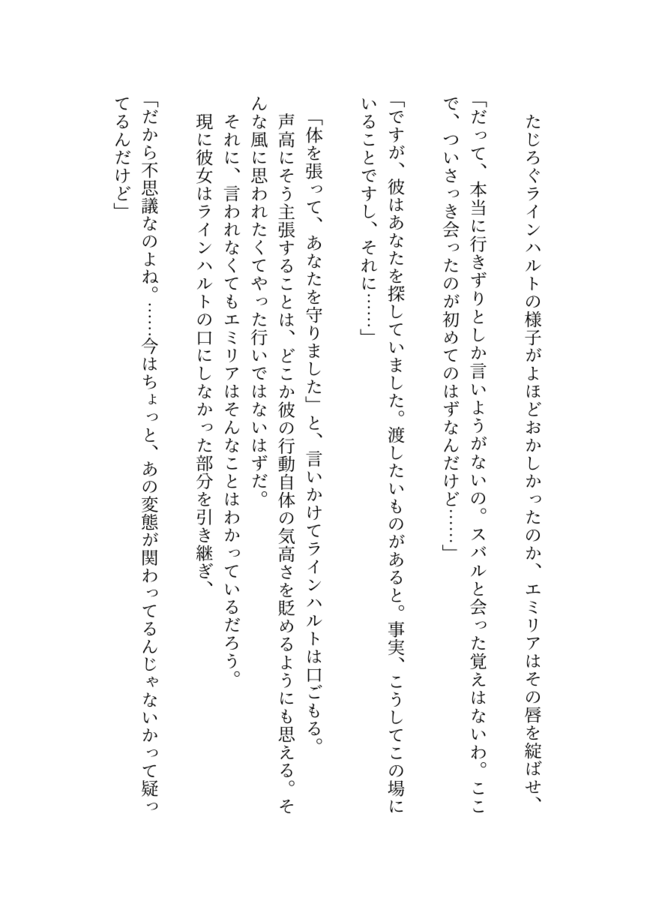 たじろぐラインハルトの様子がよほどおかしかったのか、エミリアはその唇を綻ばせ、
「だって、本当に行きずりとしか言いようがないの。スバルと会った覚えはないわ。ここ
で、ついさっき会ったのが初めてのはずなんだけど……」
「ですが、彼はあなたを探していました。渡したいものがあると。事実、こうしてこの場に
いることですし、それに……」
「体を張って、あなたを守りました」と、言いかけてラインハルトは口ごもる。
声高にそう主張することは、どこか彼の行動自体の気高さを貶めるようにも思える。そ
んな風に思われたくてやった行いではないはずだ。
それに、言われなくてもエミリアはそんなことはわかっているだろう。
現に彼女はラインハルトの口にしなかった部分を引き継ぎ、
「だから不思議なのよね。……今はちょっと、あの変態が関わってるんじゃないかって疑っ
てるんだけど」